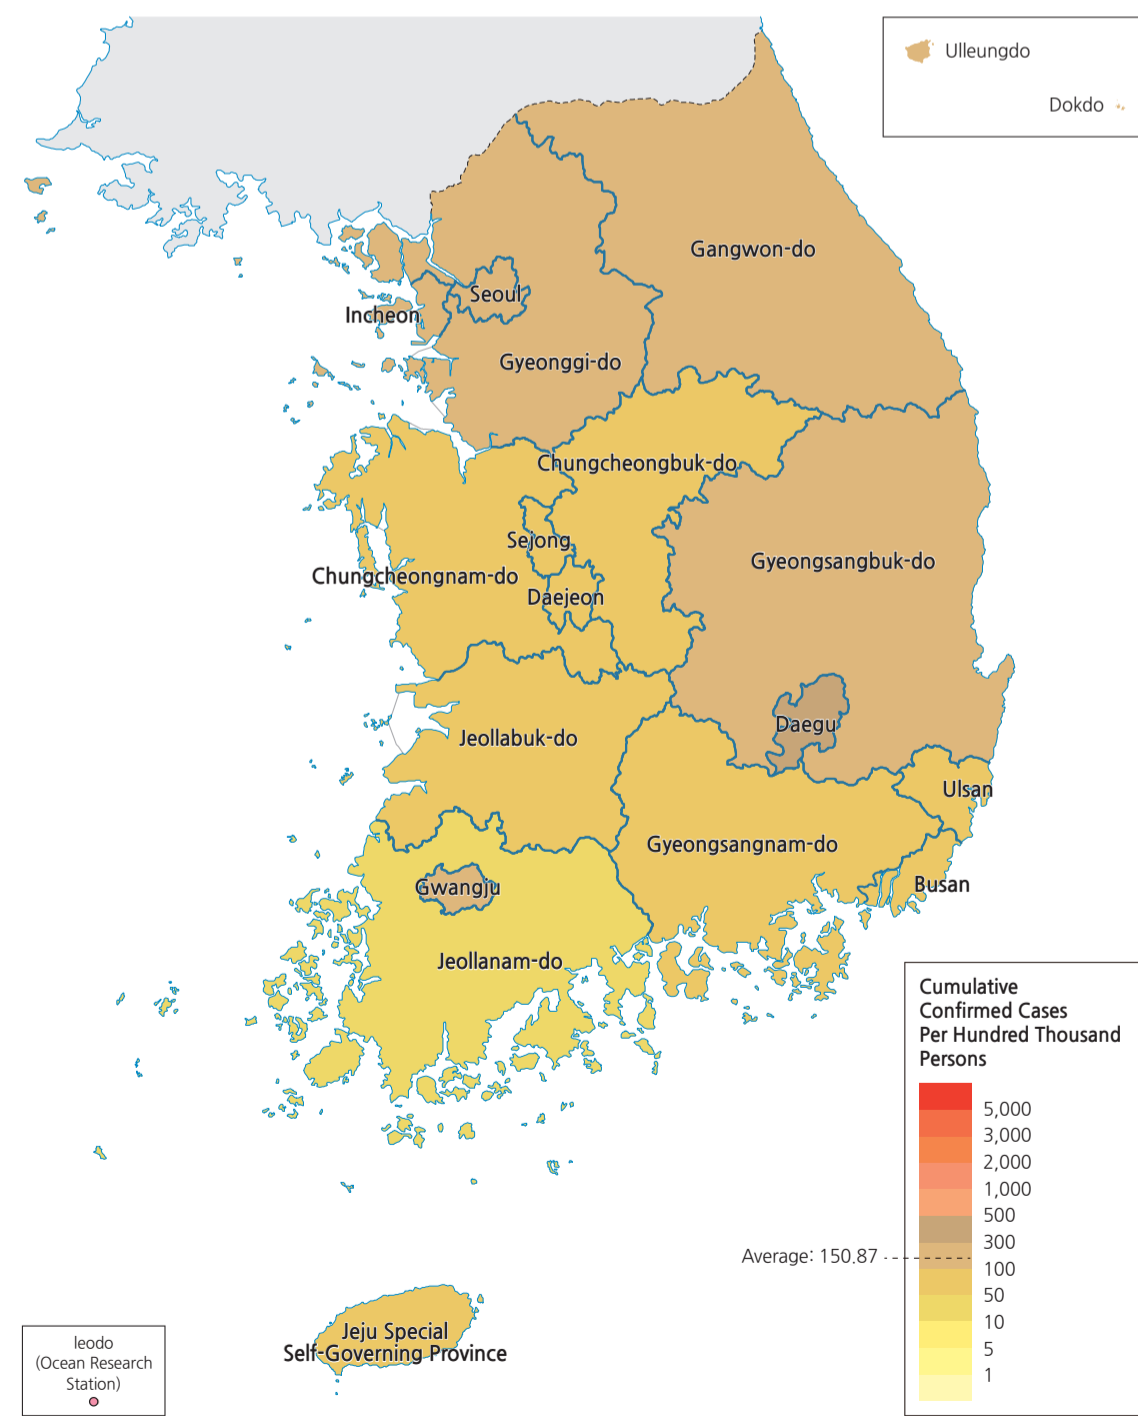 Ulleungdo
Dokdo
Gangwon-do
Seoul
Incheon
Gyeonggi-do
Chungcheongbuk-do
Sejong
Gyeongsangbuk-do
Chungcheongnam-do
Daejeon
Daegu
Jeollabuk-do
Ulsan
Gyeongsangnam-do
Busan
Gwangju
Jeollanam-do
Cumulative
Confirmed Cases
Per Hundred Thousand
Persons
5,000
3,000
2,000
1,000
500
300
Average: 150.87
100
50
10
5
1
Jeju Special
Self-Governing Province
Ieodo
(Ocean Research
Station)